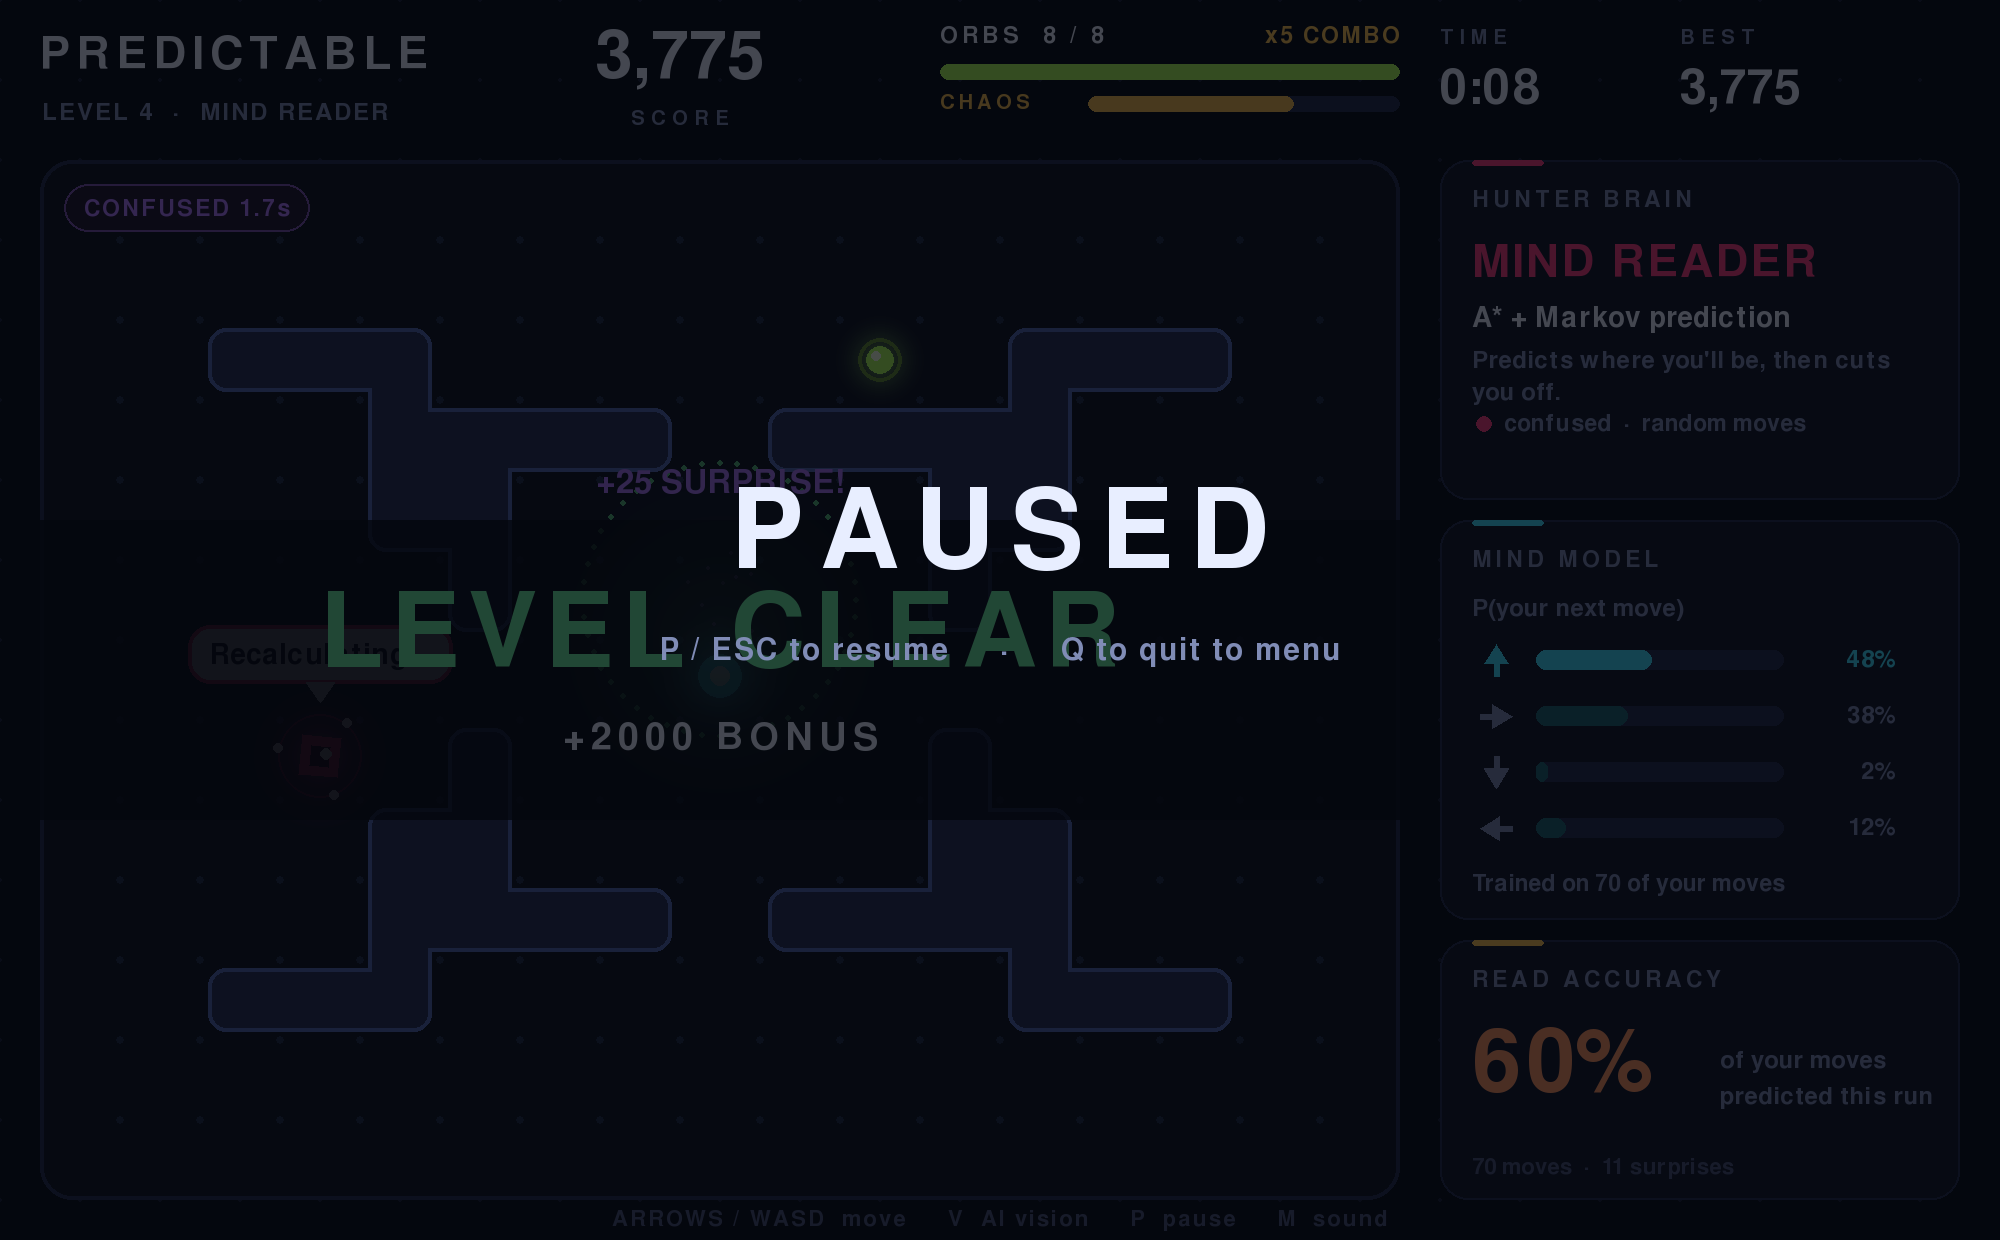 PREDICTABLE
LEVEL 4 · MIND READER
3,775
SCORE
ORBS 8 / 8
x5 COMBO
CHAOS
TIME
0:08
BEST
3,775
CONFUSED 1.7s
+25 SURPRISE!
PAUSED
LEVEL CLEAR
P / ESC to resume · Q to quit to menu
Recalculating
+2000 BONUS
HUNTER BRAIN
MIND READER
A* + Markov prediction
Predicts where you'll be, then cuts
you off.
confused · random moves
MIND MODEL
P(your next move)
48%
38%
2%
12%
Trained on 70 of your moves
READ ACCURACY
60%
of your moves
predicted this run
70 moves · 11 surprises
ARROWS / WASD move V AI vision P pause M sound